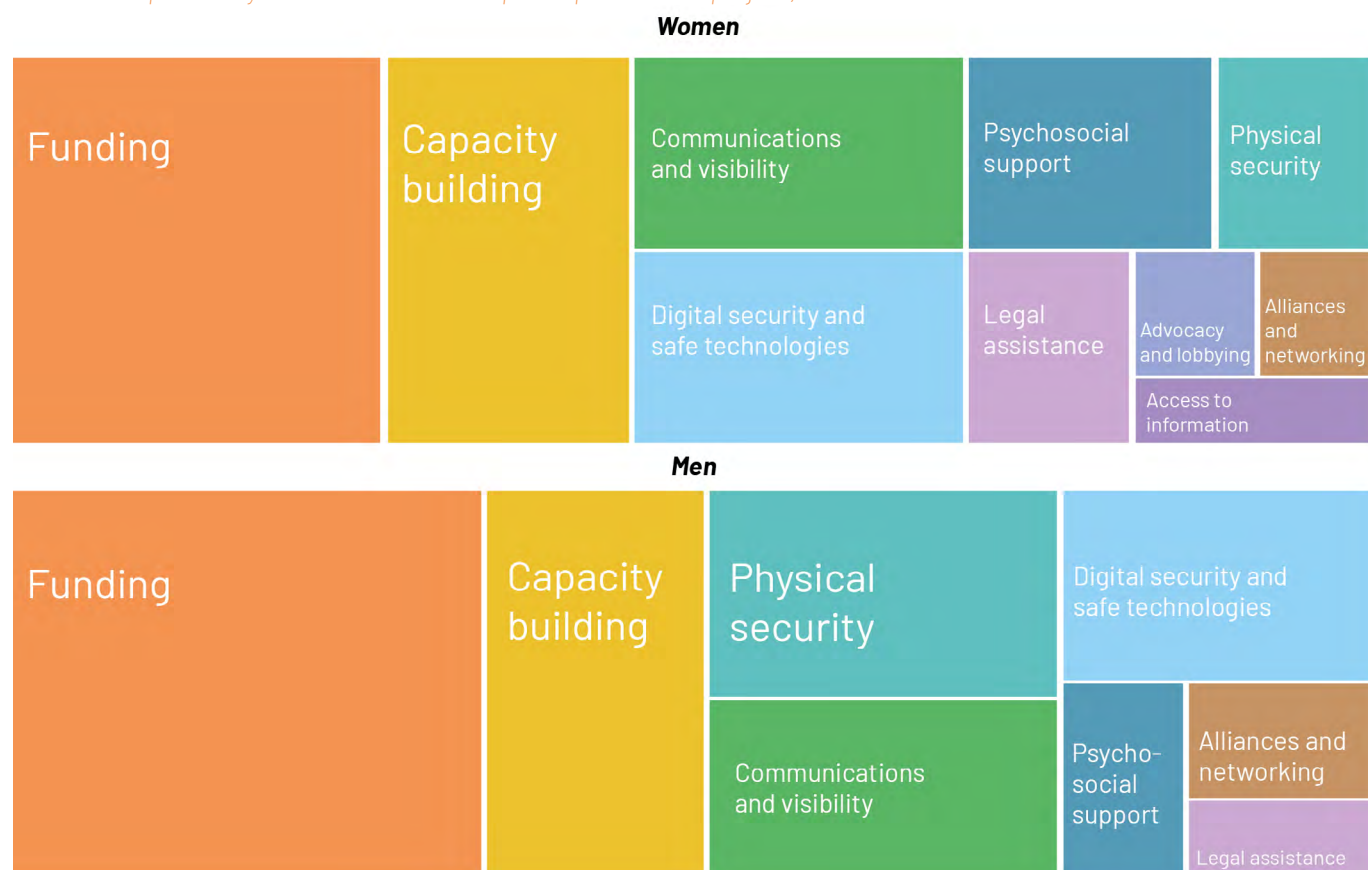 Women
Funding
Capacity
building
Communications
and visibility
Psychosocial
support
Physical
security
Digital security and
safe technologies
Legal
assistance
Advocacy
and lobbying
Alliances
and
networking
Access to
information
Men
Funding
Capacity
building
Physical
security
Digital security and
safe technologies
Communications
and visibility
Psycho-
social
support
Alliances and
networking
Legal assistance